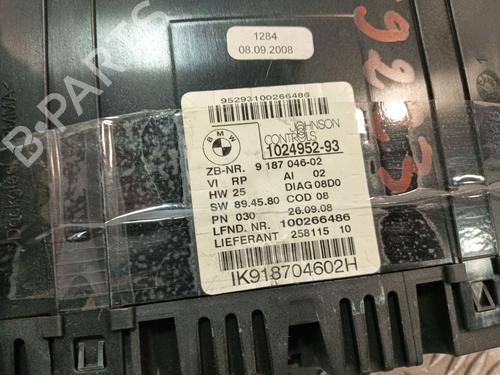 1284
08.09.2008
95293100266486
BMW
JOHNSON
CONTROLS
1024952-93
ZB-NR. 9 187 046-02
VI RP AI 02
HW 25 DIAG 08D0
SW 89.45.80 COD 08
PN 030 26.09.08
LFND. NR. 100266486
LIEFERANT 258115 10
IK918704602H
B-PARTS